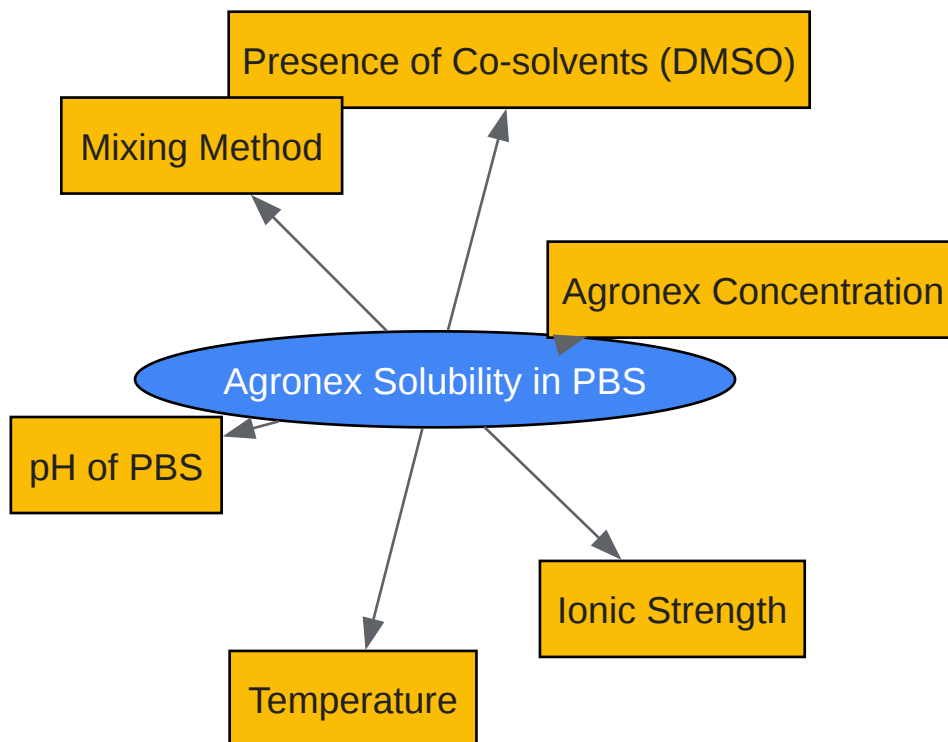 Presence of Co-solvents (DMSO)
Mixing Method
Agronex Concentration
Agronex Solubility in PBS
pH of PBS
Ionic Strength
Temperature